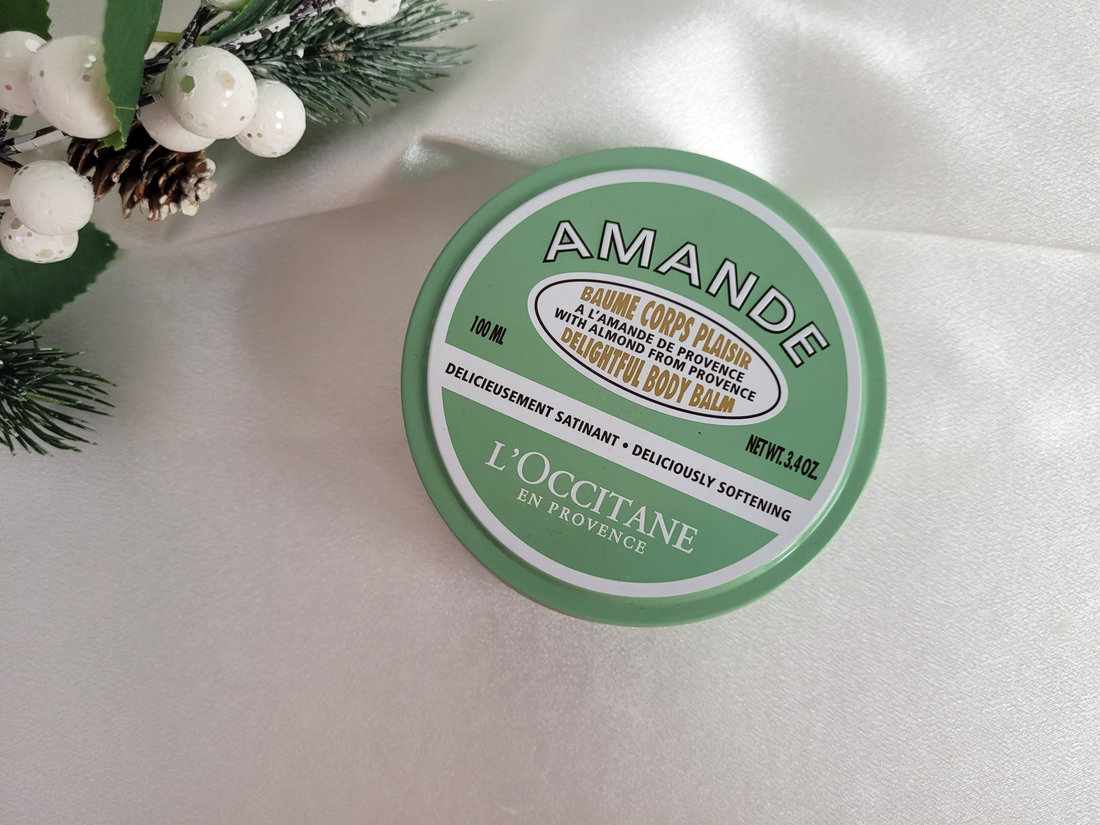 AMANDE
BAUME CORPS PLAISIR
A L'AMANDE DE PROVENCE
WITH ALMOND FROM PROVENCE
DELIGHTFUL BODY BALM
100 ML
NET WT. 3.4 OZ.
DELICIEUSEMENT SATINANT • DELICIOUSLY SOFTENING
L'OCCITANE
EN PROVENCE